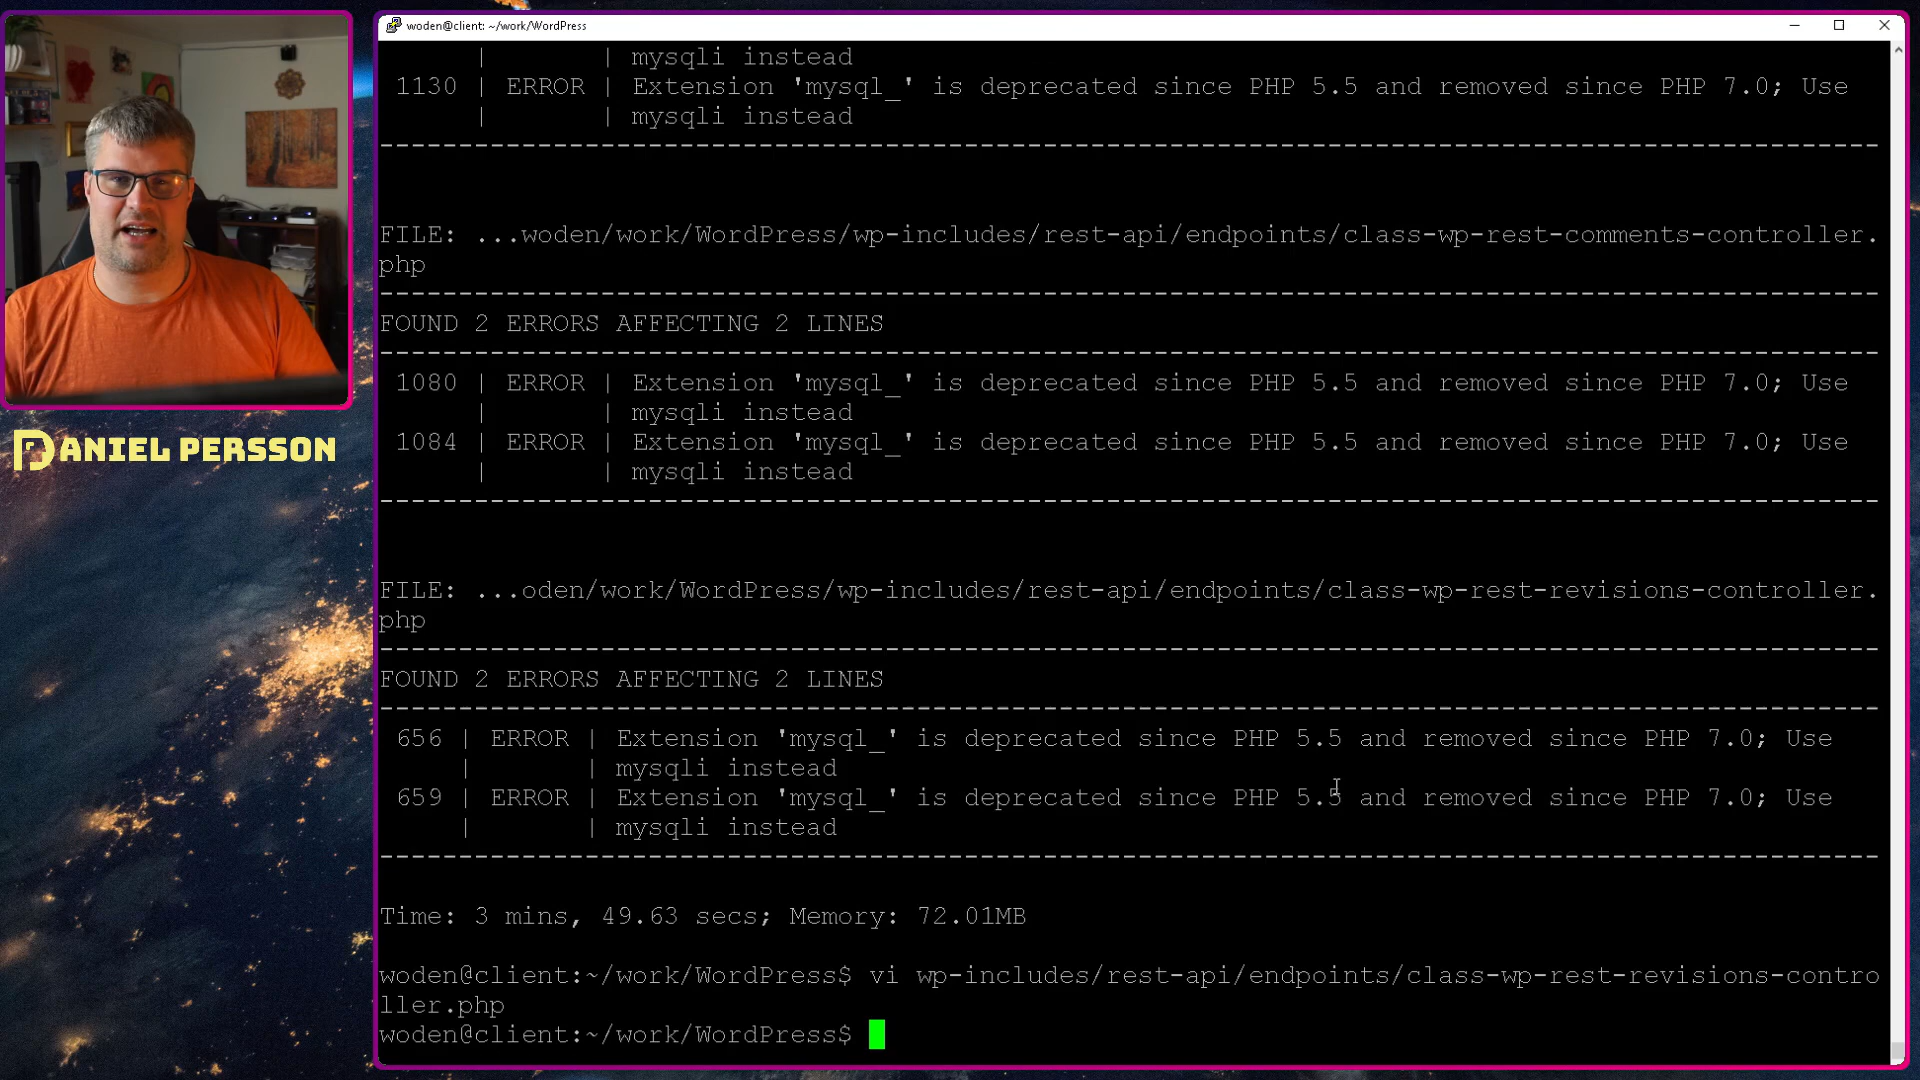 woden@client: ~/work/WordPress
| | mysqli instead
1130 | ERROR | Extension 'mysql_' is deprecated since PHP 5.5 and removed since PHP 7.0; Use
| | mysqli instead
--------------------------------------------------------------------------------------------
FILE: ...woden/work/WordPress/wp-includes/rest-api/endpoints/class-wp-rest-comments-controller.
php
--------------------------------------------------------------------------------------------
FOUND 2 ERRORS AFFECTING 2 LINES
--------------------------------------------------------------------------------------------
1080 | ERROR | Extension 'mysql_' is deprecated since PHP 5.5 and removed since PHP 7.0; Use
| | mysqli instead
1084 | ERROR | Extension 'mysql_' is deprecated since PHP 5.5 and removed since PHP 7.0; Use
| | mysqli instead
--------------------------------------------------------------------------------------------
FILE: ...oden/work/WordPress/wp-includes/rest-api/endpoints/class-wp-rest-revisions-controller.
php
--------------------------------------------------------------------------------------------
FOUND 2 ERRORS AFFECTING 2 LINES
--------------------------------------------------------------------------------------------
656 | ERROR | Extension 'mysql_' is deprecated since PHP 5.5 and removed since PHP 7.0; Use
| | mysqli instead
659 | ERROR | Extension 'mysql_' is deprecated since PHP 5.5 and removed since PHP 7.0; Use
| | mysqli instead
--------------------------------------------------------------------------------------------
Time: 3 mins, 49.63 secs; Memory: 72.01MB
woden@client:~/work/WordPress$ vi wp-includes/rest-api/endpoints/class-wp-rest-revisions-contro
ller.php
woden@client:~/work/WordPress$
DANIEL PERSSON